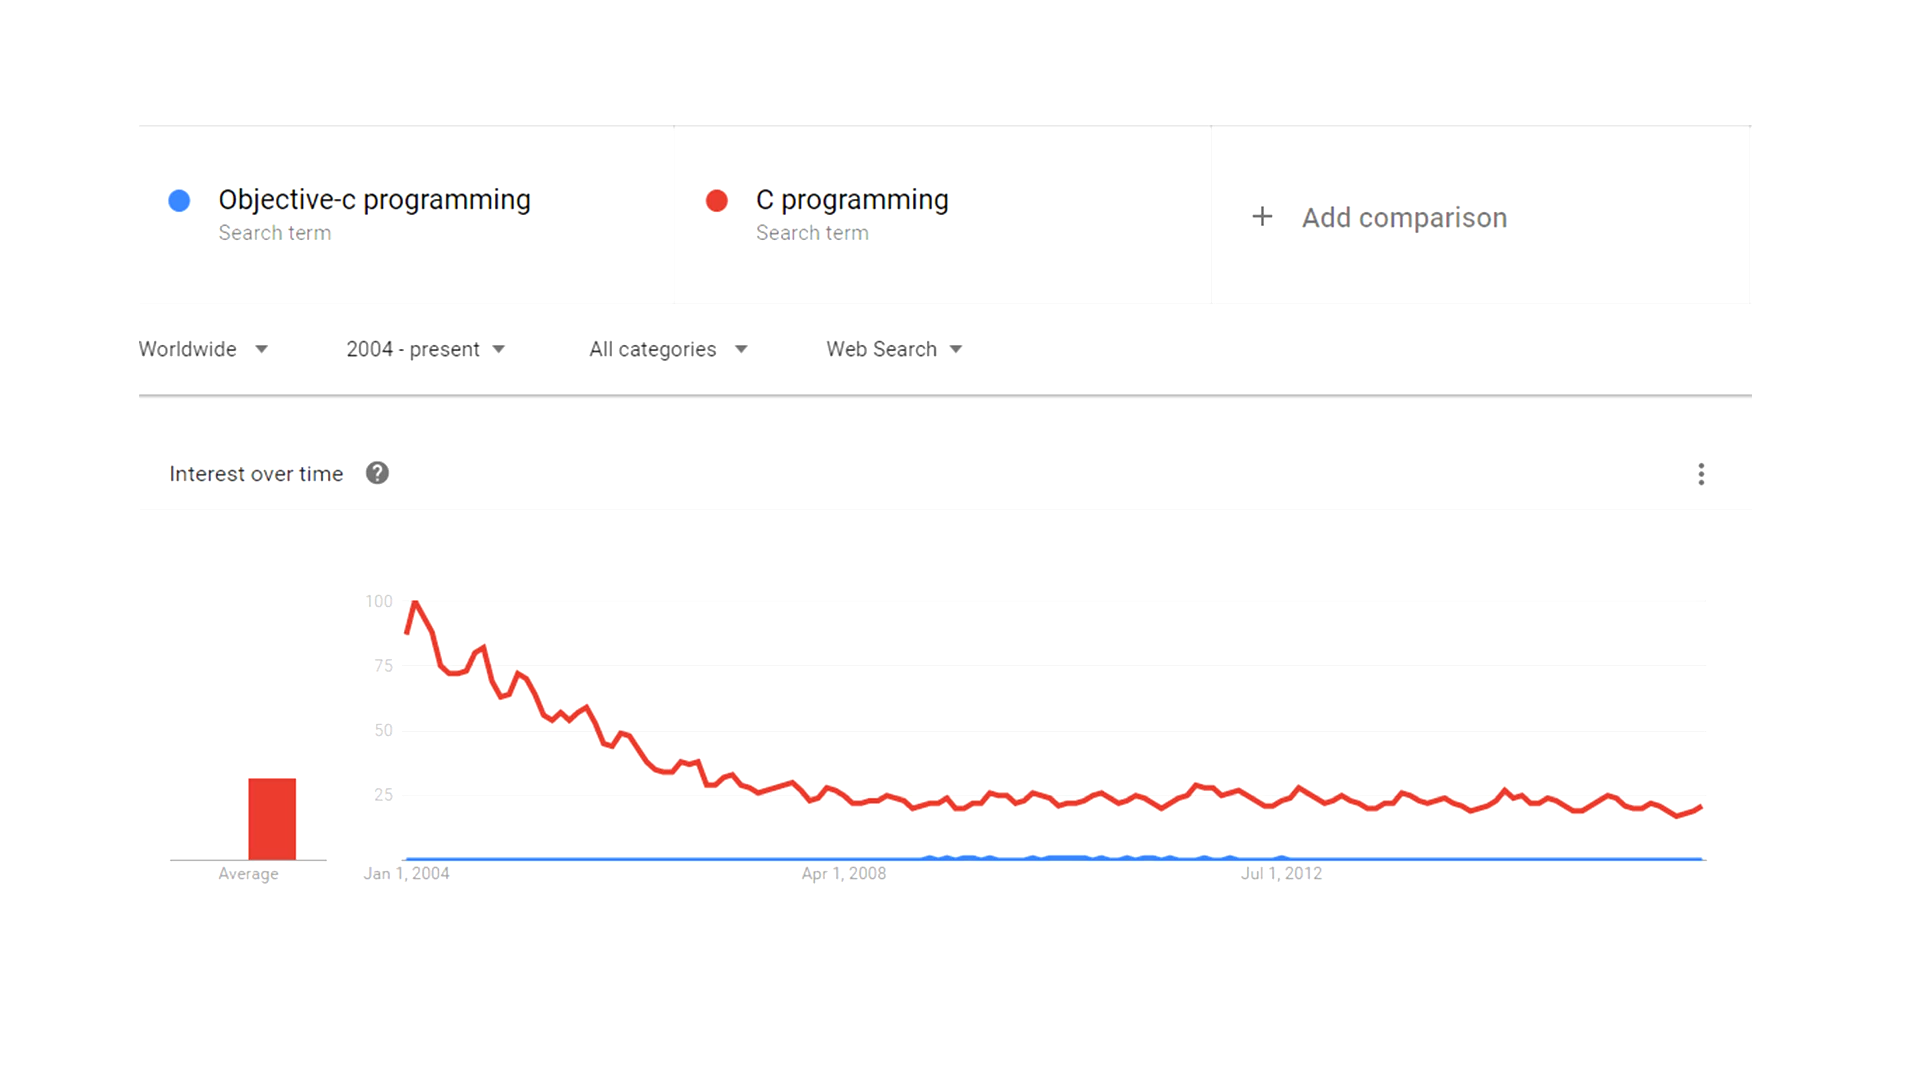 Objective-c programming
Search term
C programming
Search term
+ Add comparison
Worldwide
2004 - present
All categories
Web Search
Interest over time ?
100
75
50
25
Average
Jan 1, 2004
Apr 1, 2008
Jul 1, 2012